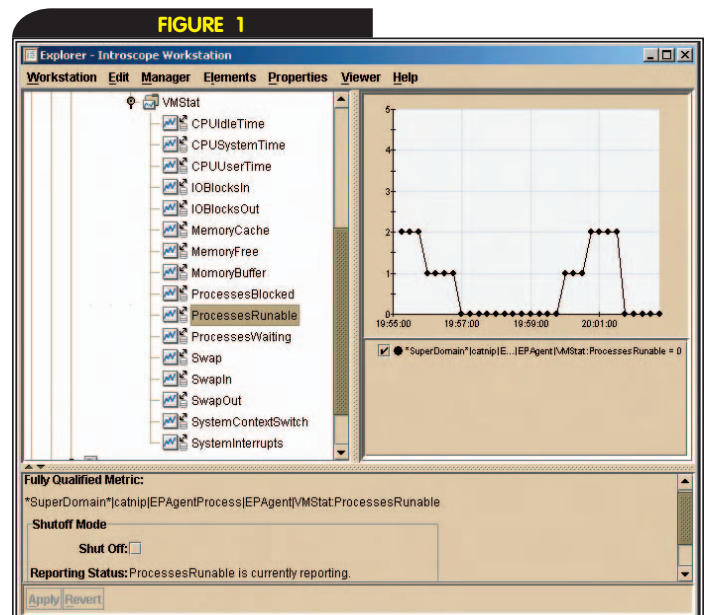 FIGURE 1
Explorer - Introscope Workstation
Workstation Edit Manager Elements Properties Viewer Help
VMStat
CPUIdleTime
CPUSystemTime
CPUUserTime
IOBlocksIn
IOBlocksOut
MemoryCache
MemoryFree
MomoryBuffer
ProcessesBlocked
ProcessesRunable
ProcessesWaiting
Swap
SwapIn
SwapOut
SystemContextSwitch
SystemInterrupts
5
4
3
2
1
0
19:55:00 19:57:00 19:59:00 20:01:00
*SuperDomain*|catnip|E...|EPAgent|VMStat:ProcessesRunable = 0
Fully Qualified Metric:
*SuperDomain*|catnip|EPAgentProcess|EPAgent|VMStat:ProcessesRunable
Shutoff Mode
Shut Off:
Reporting Status: ProcessesRunable is currently reporting.
Apply Revert